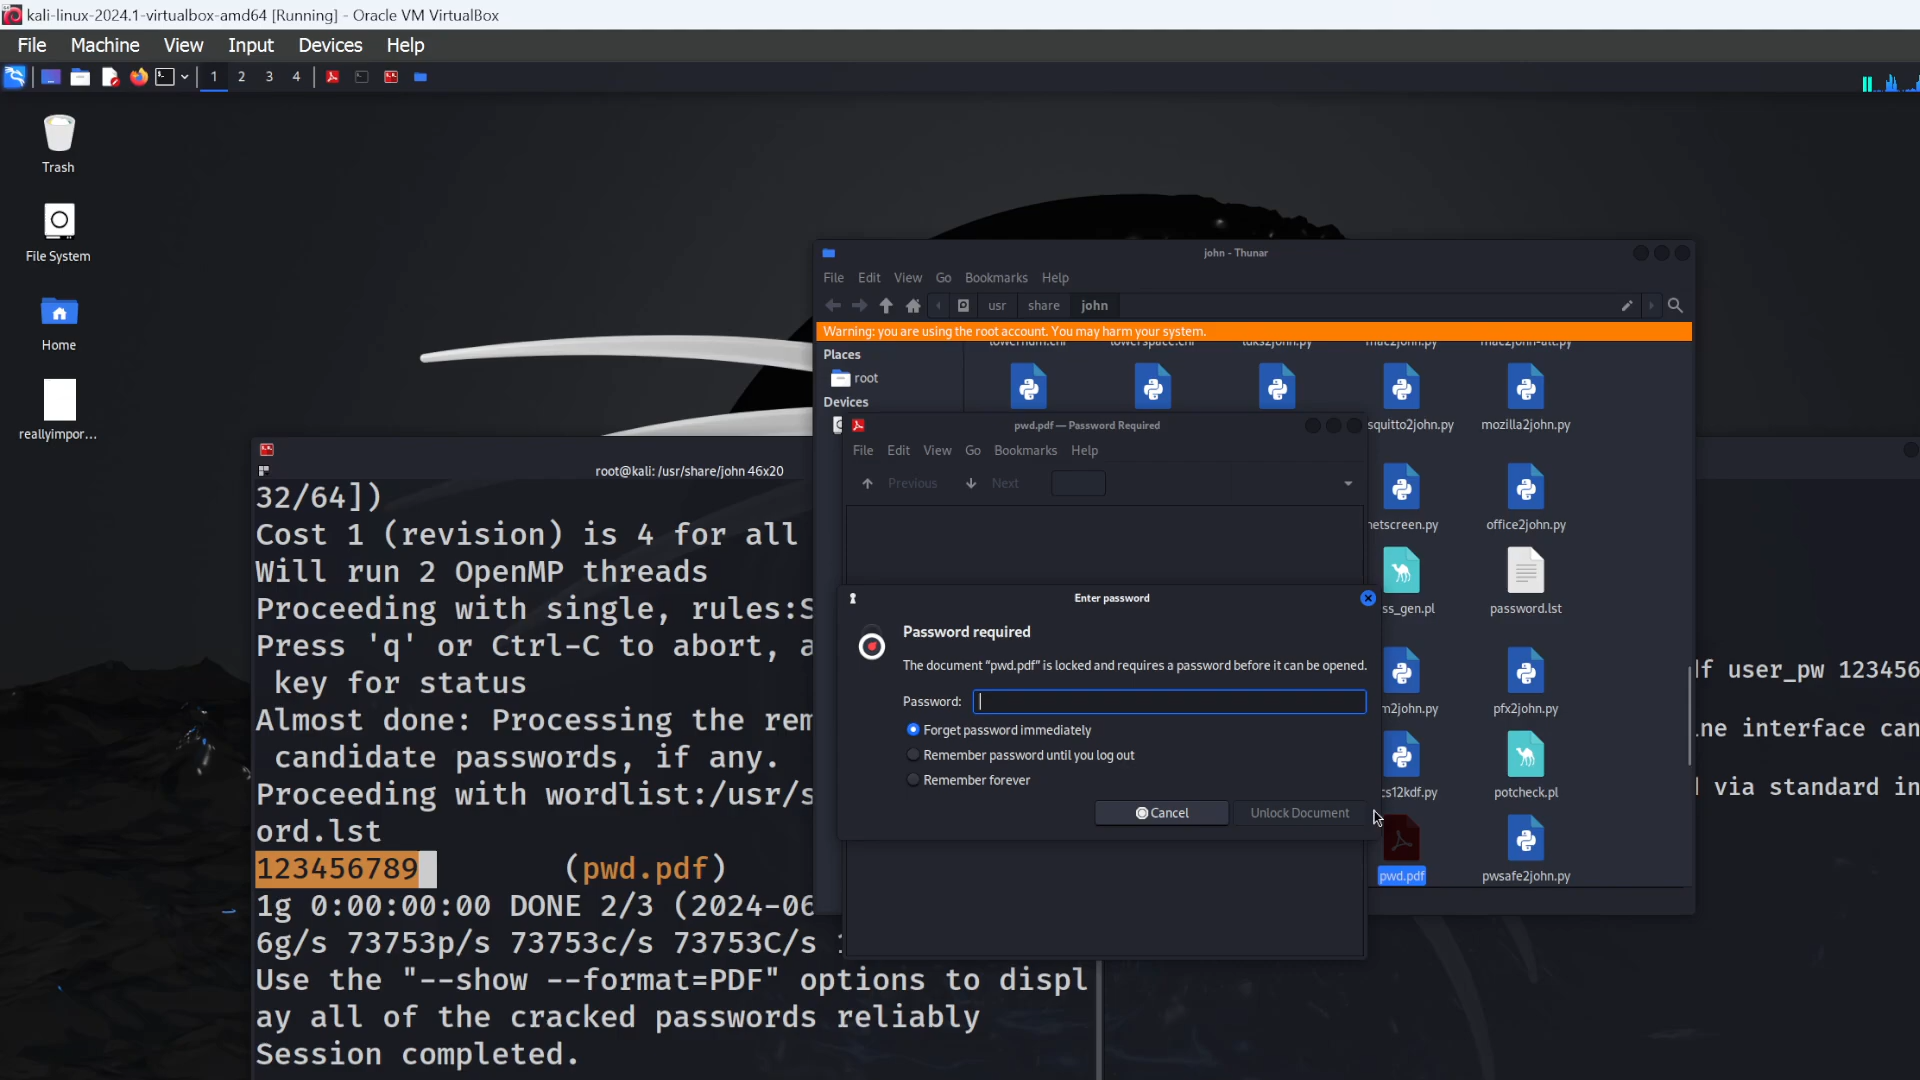 kali-linux-2024.1-virtualbox-amd64 [Running] - Oracle VM VirtualBox
File Machine View Input Devices Help
1 2 3 4
Trash
File System
Home
reallyimpor...
john - Thunar
File Edit View Go Bookmarks Help
usr share john
Warning: you are using the root account. You may harm your system.
Places
root
Devices
squitto2john.py mozilla2john.py
etscreen.py office2john.py
ss_gen.pl password.lst
m2john.py pfx2john.py
cs12kdf.py potcheck.pl
pwd.pdf pwsafe2john.py
pwd.pdf — Password Required
File Edit View Go Bookmarks Help
Previous Next
Enter password
Password required
The document “pwd.pdf” is locked and requires a password before it can be opened.
Password:
Forget password immediately
Remember password until you log out
Remember forever
Cancel Unlock Document
root@kali: /usr/share/john 46x20
32/64])
Cost 1 (revision) is 4 for all
Will run 2 OpenMP threads
Proceeding with single, rules:S
Press 'q' or Ctrl-C to abort, a
key for status
Almost done: Processing the rem
candidate passwords, if any.
Proceeding with wordlist:/usr/s
ord.lst
123456789 (pwd.pdf)
1g 0:00:00:00 DONE 2/3 (2024-06
6g/s 73753p/s 73753c/s 73753C/s
Use the "--show --format=PDF" options to displ
ay all of the cracked passwords reliably
Session completed.
f user_pw 123456
ne interface can
via standard in